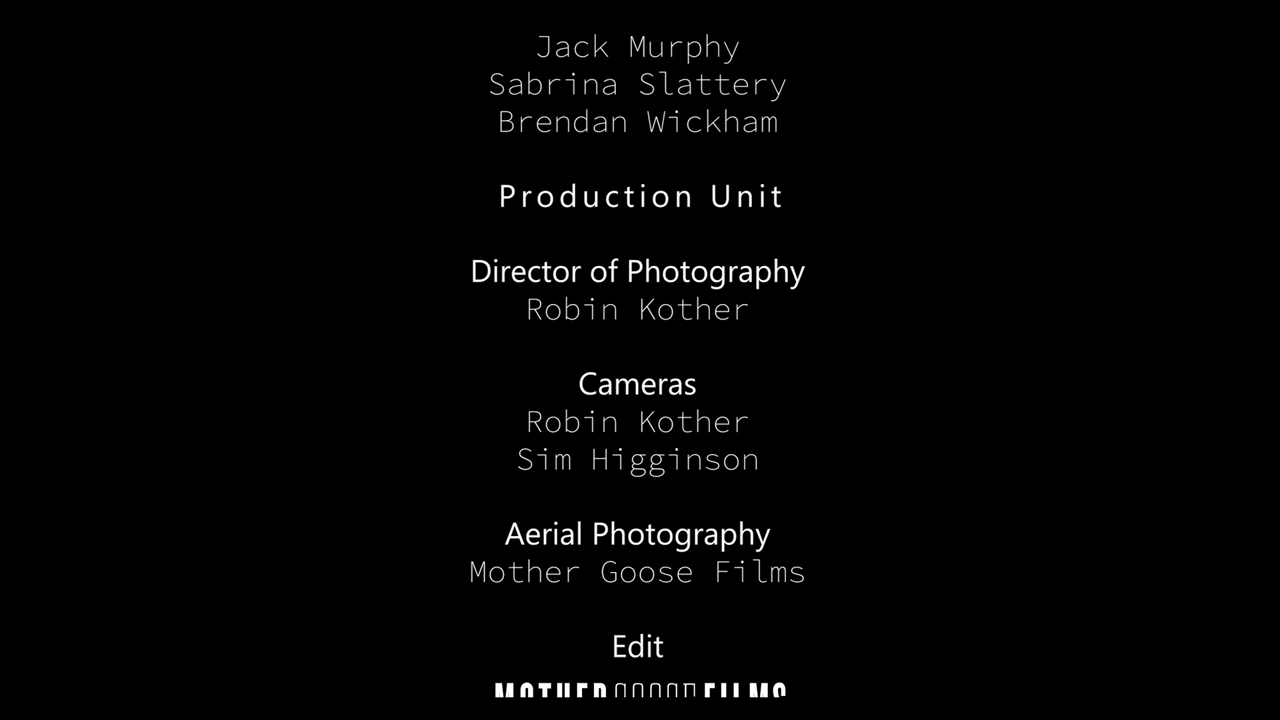 Jack Murphy
Sabrina Slattery
Brendan Wickham
Production Unit
Director of Photography
Robin Kother
Cameras
Robin Kother
Sim Higginson
Aerial Photography
Mother Goose Films
Edit
MOTHERGOOSEFILMS